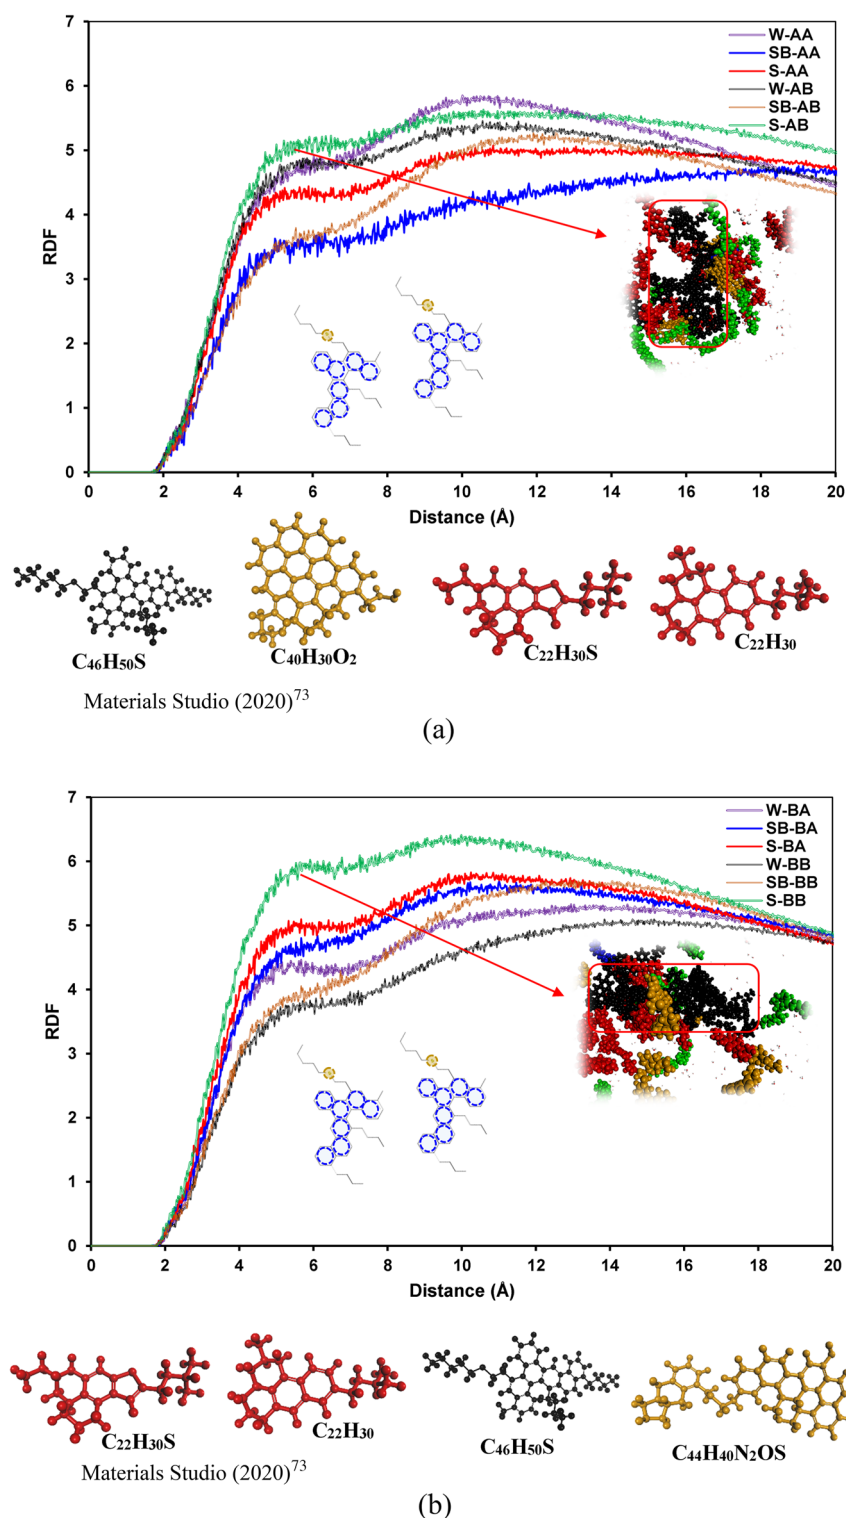 7
6
5
4
3
2
1
0
RDF
W-AA
SB-AA
S-AA
W-AB
SB-AB
S-AB
0 2 4 6 8 10 12 14 16 18 20
Distance (Å)
C46H50S
C40H30O2
C22H30S
C22H30
Materials Studio (2020)73
(a)
7
6
5
4
3
2
1
0
RDF
W-BA
SB-BA
S-BA
W-BB
SB-BB
S-BB
0 2 4 6 8 10 12 14 16 18 20
Distance (Å)
C22H30S
C22H30
C46H50S
C44H40N2OS
Materials Studio (2020)73
(b)